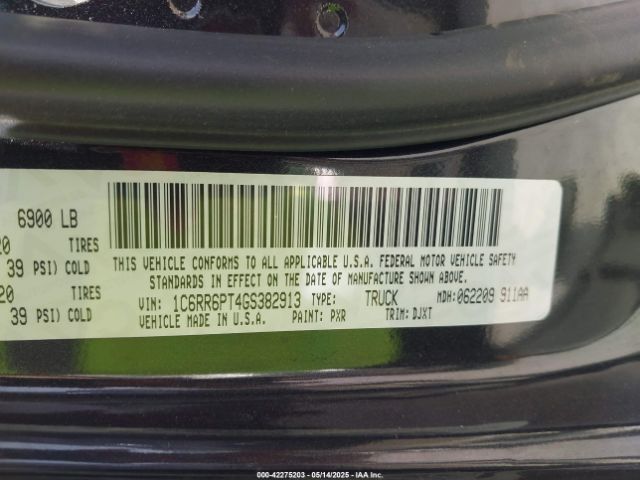 6900 LB
20 TIRES
39 PSI) COLD
20 TIRES
39 PSI) COLD
THIS VEHICLE CONFORMS TO ALL APPLICABLE U.S.A. FEDERAL MOTOR VEHICLE SAFETY
STANDARDS IN EFFECT ON THE DATE OF MANUFACTURE SHOWN ABOVE.
VIN: 1C6RR6PT4GS382913 TYPE: TRUCK MDH: 062209 911AA
VEHICLE MADE IN U.S.A. PAINT: PXR TRIM: DJXT
000-42275203 - 05/14/2025 - IAAI, Inc.